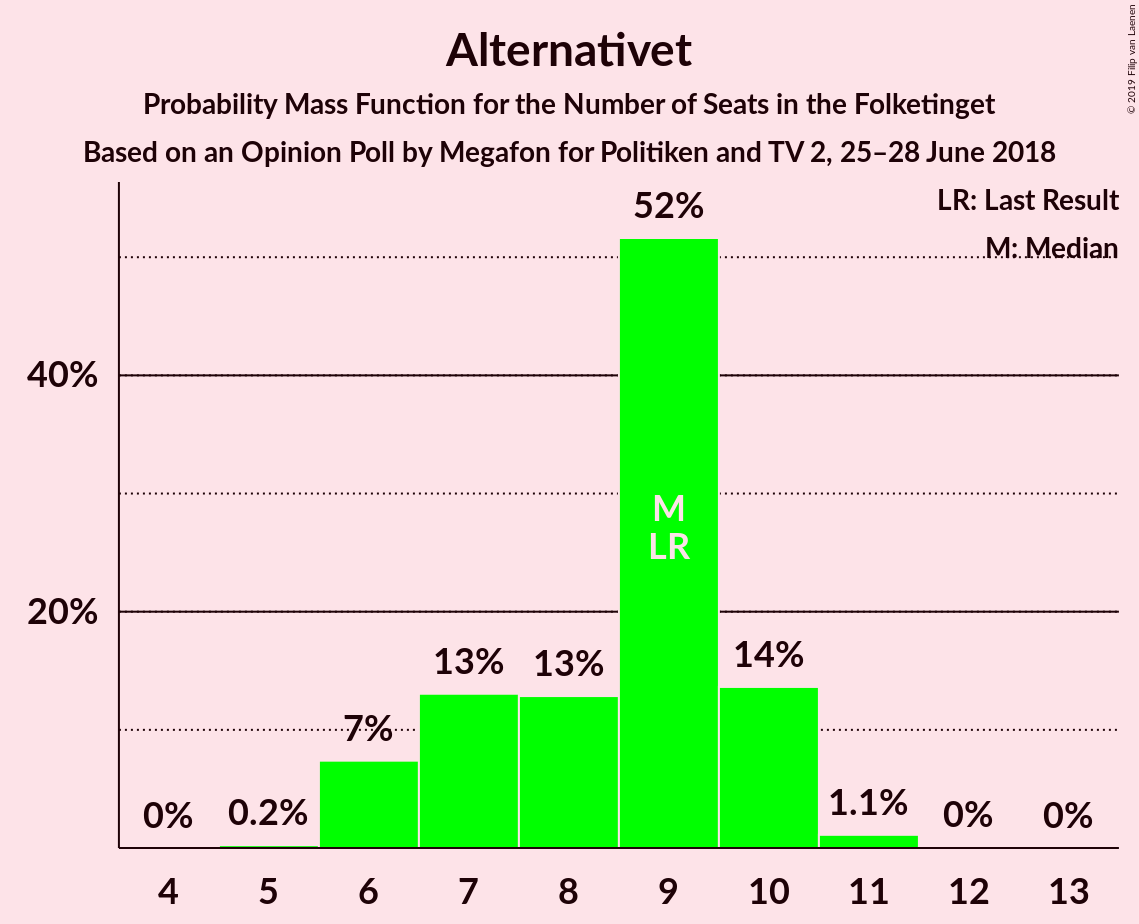 Alternativet
Probability Mass Function for the Number of Seats in the Folketinget
Based on an Opinion Poll by Megafon for Politiken and TV 2, 25–28 June 2018
© 2019 Filip van Laenen
LR: Last Result
M: Median
40%
20%
0%
0.2%
7%
13%
13%
52%
M
LR
14%
1.1%
0%
0%
4 5 6 7 8 9 10 11 12 13